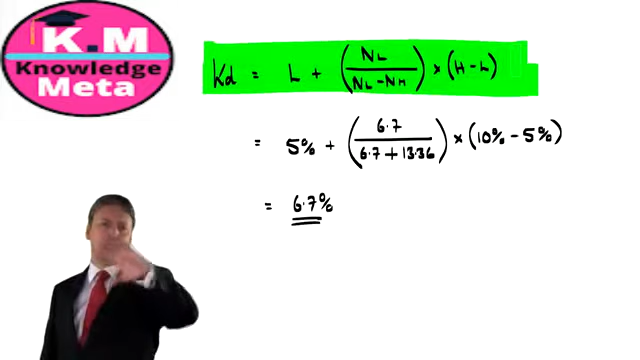 K.M
Knowledge
Meta
Kd = L + (NL / (NL - NH)) × (H - L)
= 5% + (6.7 / (6.7 + 13.36)) × (10% - 5%)
= 6.7%